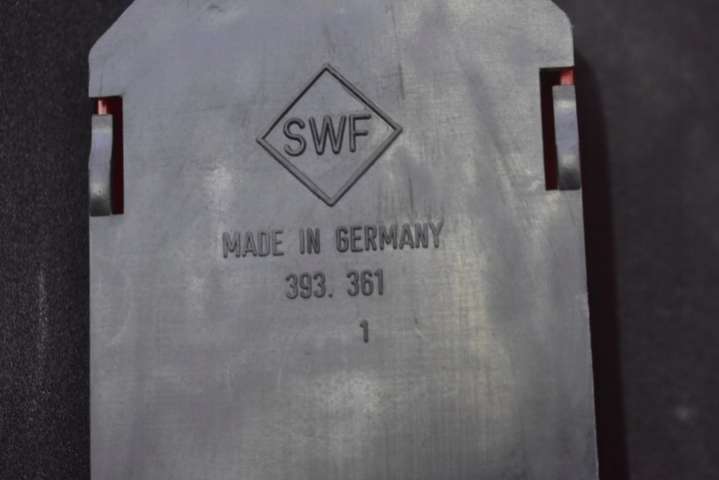 SWF
MADE IN GERMANY
393. 361
1